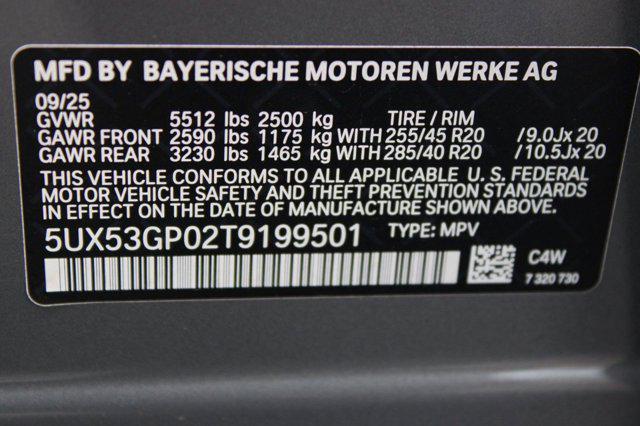 MFD BY BAYERISCHE MOTOREN WERKE AG
09/25
GVWR 5512 lbs 2500 kg TIRE / RIM
GAWR FRONT 2590 lbs 1175 kg WITH 255/45 R20 /9.0Jx 20
GAWR REAR 3230 lbs 1465 kg WITH 285/40 R20 /10.5Jx 20
THIS VEHICLE CONFORMS TO ALL APPLICABLE U. S. FEDERAL
MOTOR VEHICLE SAFETY AND THEFT PREVENTION STANDARDS
IN EFFECT ON THE DATE OF MANUFACTURE SHOWN ABOVE.
5UX53GP02T9199501 TYPE: MPV
C4W
7 320 730